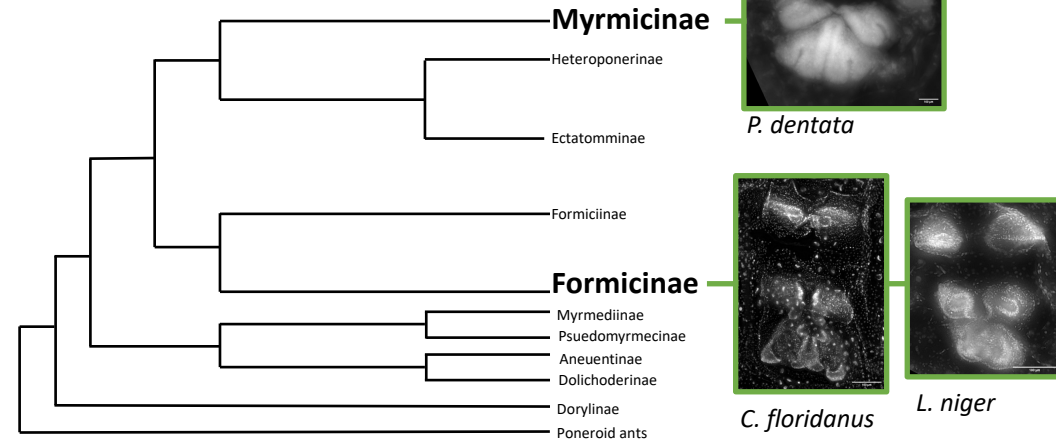 Myrmicinae
Heteroponerinae
P. dentata
Ectatomminae
Formiciinae
Formicinae
Myrmediinae
Psuedomyrmecinae
Aneuentinae
Dolichoderinae
Dorylinae
Poneroid ants
C. floridanus
L. niger